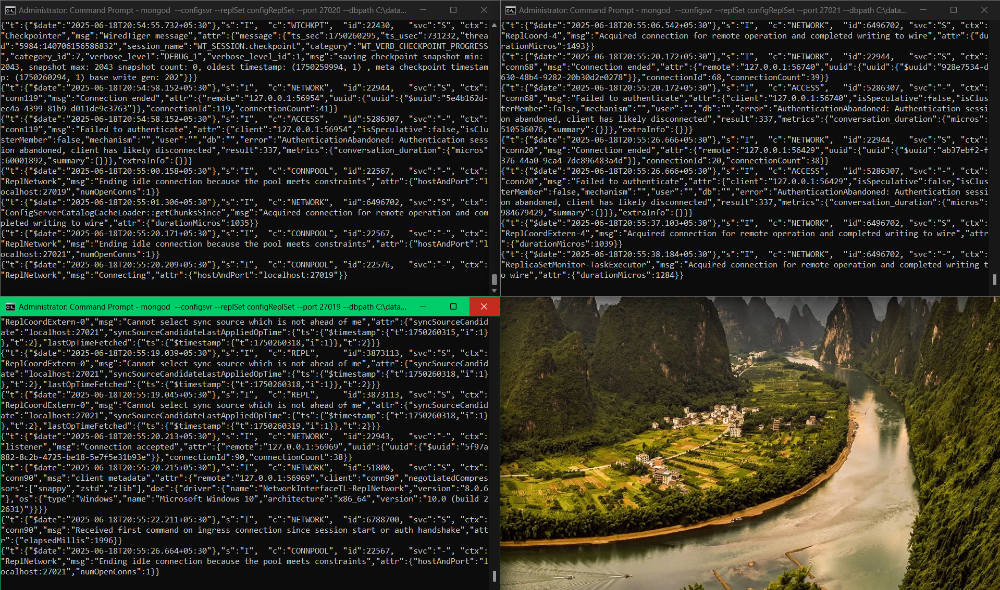 Administrator: Command Prompt - mongod  --configsvr --replSet configReplSet --port 27020 --dbpath C:\data...
{"t":{"$date":"2025-06-18T20:54:55.732+05:30"},"s":"I",  "c":"WTCHKPT",  "id":22430,   "svc":"S", "ctx":
"Checkpointer","msg":"WiredTiger message","attr":{"message":{"ts_sec":1750260295,"ts_usec":731232,"threa
d":"5984:140706156586832","session_name":"WT_SESSION.checkpoint","category":"WT_VERB_CHECKPOINT_PROGRESS
","category_id":7,"verbose_level":"DEBUG_1","verbose_level_id":1,"msg":"saving checkpoint snapshot min:
2043, snapshot max: 2043 snapshot count: 0, oldest timestamp: (1750259994, 1) , meta checkpoint timestam
p: (1750260294, 1) base write gen: 202"}}}
{"t":{"$date":"2025-06-18T20:54:58.152+05:30"},"s":"I",  "c":"NETWORK",  "id":22944,   "svc":"S", "ctx":
"conn119","msg":"Connection ended","attr":{"remote":"127.0.0.1:56954","uuid":{"uuid":{"$uuid":"5e4b162d-
ec4a-4399-81b9-d011de9c3763"}},"connectionId":119,"connectionCount":41}}
{"t":{"$date":"2025-06-18T20:54:58.152+05:30"},"s":"I",  "c":"ACCESS",   "id":5286307, "svc":"-", "ctx":
"conn119","msg":"Failed to authenticate","attr":{"client":"127.0.0.1:56954","isSpeculative":false,"isClu
sterMember":false,"mechanism":"","user":"","db":"","error":"AuthenticationAbandoned: Authentication sess
ion abandoned, client has likely disconnected","result":337,"metrics":{"conversation_duration":{"micros"
:60001892,"summary":{}}},"extraInfo":{}}}
{"t":{"$date":"2025-06-18T20:55:00.158+05:30"},"s":"I",  "c":"CONNPOOL", "id":22567,   "svc":"-", "ctx":
"ReplNetwork","msg":"Ending idle connection because the pool meets constraints","attr":{"hostAndPort":"l
ocalhost:27019","numOpenConns":1}}
{"t":{"$date":"2025-06-18T20:55:01.306+05:30"},"s":"I",  "c":"NETWORK",  "id":6496702, "svc":"S", "ctx":
"ConfigServerCatalogCacheLoader::getChunksSince","msg":"Acquired connection for remote operation and com
pleted writing to wire","attr":{"durationMicros":1035}}
{"t":{"$date":"2025-06-18T20:55:20.171+05:30"},"s":"I",  "c":"CONNPOOL", "id":22567,   "svc":"-", "ctx":
"ReplNetwork","msg":"Ending idle connection because the pool meets constraints","attr":{"hostAndPort":"l
ocalhost:27021","numOpenConns":1}}
{"t":{"$date":"2025-06-18T20:55:20.209+05:30"},"s":"I",  "c":"CONNPOOL", "id":22576,   "svc":"-", "ctx":
"ReplNetwork","msg":"Connecting","attr":{"hostAndPort":"localhost:27019"}}
Administrator: Command Prompt - mongod  --configsvr --replSet configReplSet --port 27021 --dbpath C:\data...
{"t":{"$date":"2025-06-18T20:55:06.542+05:30"},"s":"I",  "c":"NETWORK",  "id":6496702, "svc":"S", "ctx":
"ReplCoord-4","msg":"Acquired connection for remote operation and completed writing to wire","attr":{"du
rationMicros":1493}}
{"t":{"$date":"2025-06-18T20:55:20.172+05:30"},"s":"I",  "c":"NETWORK",  "id":22944,   "svc":"S", "ctx":
"conn68","msg":"Connection ended","attr":{"remote":"127.0.0.1:56740","uuid":{"uuid":{"$uuid":"928e7534-d
630-48b4-9282-20b30d2e0278"}},"connectionId":68,"connectionCount":39}}
{"t":{"$date":"2025-06-18T20:55:20.172+05:30"},"s":"I",  "c":"ACCESS",   "id":5286307, "svc":"-", "ctx":
"conn68","msg":"Failed to authenticate","attr":{"client":"127.0.0.1:56740","isSpeculative":false,"isClus
terMember":false,"mechanism":"","user":"","db":"","error":"AuthenticationAbandoned: Authentication sessi
on abandoned, client has likely disconnected","result":337,"metrics":{"conversation_duration":{"micros":
510536076,"summary":{}}},"extraInfo":{}}}
{"t":{"$date":"2025-06-18T20:55:26.666+05:30"},"s":"I",  "c":"NETWORK",  "id":22944,   "svc":"S", "ctx":
"conn20","msg":"Connection ended","attr":{"remote":"127.0.0.1:56429","uuid":{"uuid":{"$uuid":"ab37ebf2-f
376-44a0-9ca4-7dc896483a4d"}},"connectionId":20,"connectionCount":38}}
{"t":{"$date":"2025-06-18T20:55:26.666+05:30"},"s":"I",  "c":"ACCESS",   "id":5286307, "svc":"-", "ctx":
"conn20","msg":"Failed to authenticate","attr":{"client":"127.0.0.1:56429","isSpeculative":false,"isClus
terMember":false,"mechanism":"","user":"","db":"","error":"AuthenticationAbandoned: Authentication sessi
on abandoned, client has likely disconnected","result":337,"metrics":{"conversation_duration":{"micros":
984679429,"summary":{}}},"extraInfo":{}}}
{"t":{"$date":"2025-06-18T20:55:37.103+05:30"},"s":"I",  "c":"NETWORK",  "id":6496702, "svc":"S", "ctx":
"ReplCoordExtern-4","msg":"Acquired connection for remote operation and completed writing to wire","attr
":{"durationMicros":1039}}
{"t":{"$date":"2025-06-18T20:55:38.184+05:30"},"s":"I",  "c":"NETWORK",  "id":6496702, "svc":"-", "ctx":
"ReplicaSetMonitor-TaskExecutor","msg":"Acquired connection for remote operation and completed writing t
o wire","attr":{"durationMicros":1284}}
Administrator: Command Prompt - mongod  --configsvr --replSet configReplSet --port 27019 --dbpath C:\data...
"ReplCoordExtern-0","msg":"Cannot select sync source which is not ahead of me","attr":{"syncSourceCandid
ate":"localhost:27021","syncSourceCandidateLastAppliedOpTime":{"ts":{"$timestamp":{"t":1750260315,"i":1}
},"t":2},"lastOpTimeFetched":{"ts":{"$timestamp":{"t":1750260318,"i":1}},"t":2}}}
{"t":{"$date":"2025-06-18T20:55:19.039+05:30"},"s":"I",  "c":"REPL",     "id":3873113, "svc":"S", "ctx":
"ReplCoordExtern-0","msg":"Cannot select sync source which is not ahead of me","attr":{"syncSourceCandid
ate":"localhost:27021","syncSourceCandidateLastAppliedOpTime":{"ts":{"$timestamp":{"t":1750260318,"i":1}
},"t":2},"lastOpTimeFetched":{"ts":{"$timestamp":{"t":1750260318,"i":1}},"t":2}}}
{"t":{"$date":"2025-06-18T20:55:19.045+05:30"},"s":"I",  "c":"REPL",     "id":3873113, "svc":"S", "ctx":
"ReplCoordExtern-0","msg":"Cannot select sync source which is not ahead of me","attr":{"syncSourceCandid
ate":"localhost:27021","syncSourceCandidateLastAppliedOpTime":{"ts":{"$timestamp":{"t":1750260318,"i":1}
},"t":2},"lastOpTimeFetched":{"ts":{"$timestamp":{"t":1750260319,"i":1}},"t":2}}}
{"t":{"$date":"2025-06-18T20:55:20.213+05:30"},"s":"I",  "c":"NETWORK",  "id":22943,   "svc":"-", "ctx":
"listener","msg":"Connection accepted","attr":{"remote":"127.0.0.1:56969","uuid":{"uuid":{"$uuid":"5f97a
882-8c2b-4725-be18-5e7f5e31b93e"}},"connectionId":90,"connectionCount":38}}
{"t":{"$date":"2025-06-18T20:55:20.215+05:30"},"s":"I",  "c":"NETWORK",  "id":51800,   "svc":"S", "ctx":
"conn90","msg":"client metadata","attr":{"remote":"127.0.0.1:56969","client":"conn90","negotiatedCompres
sors":["snappy","zstd","zlib"],"doc":{"driver":{"name":"NetworkInterfaceTL-ReplNetwork","version":"8.0.6
"},"os":{"type":"Windows","name":"Microsoft Windows 10","architecture":"x86_64","version":"10.0 (build 2
2631)"}}}}
{"t":{"$date":"2025-06-18T20:55:22.211+05:30"},"s":"I",  "c":"NETWORK",  "id":6788700, "svc":"S", "ctx":
"conn90","msg":"Received first command on ingress connection since session start or auth handshake","att
r":{"elapsedMillis":1996}}
{"t":{"$date":"2025-06-18T20:55:26.664+05:30"},"s":"I",  "c":"CONNPOOL", "id":22567,   "svc":"-", "ctx":
"ReplNetwork","msg":"Ending idle connection because the pool meets constraints","attr":{"hostAndPort":"l
ocalhost:27021","numOpenConns":1}}